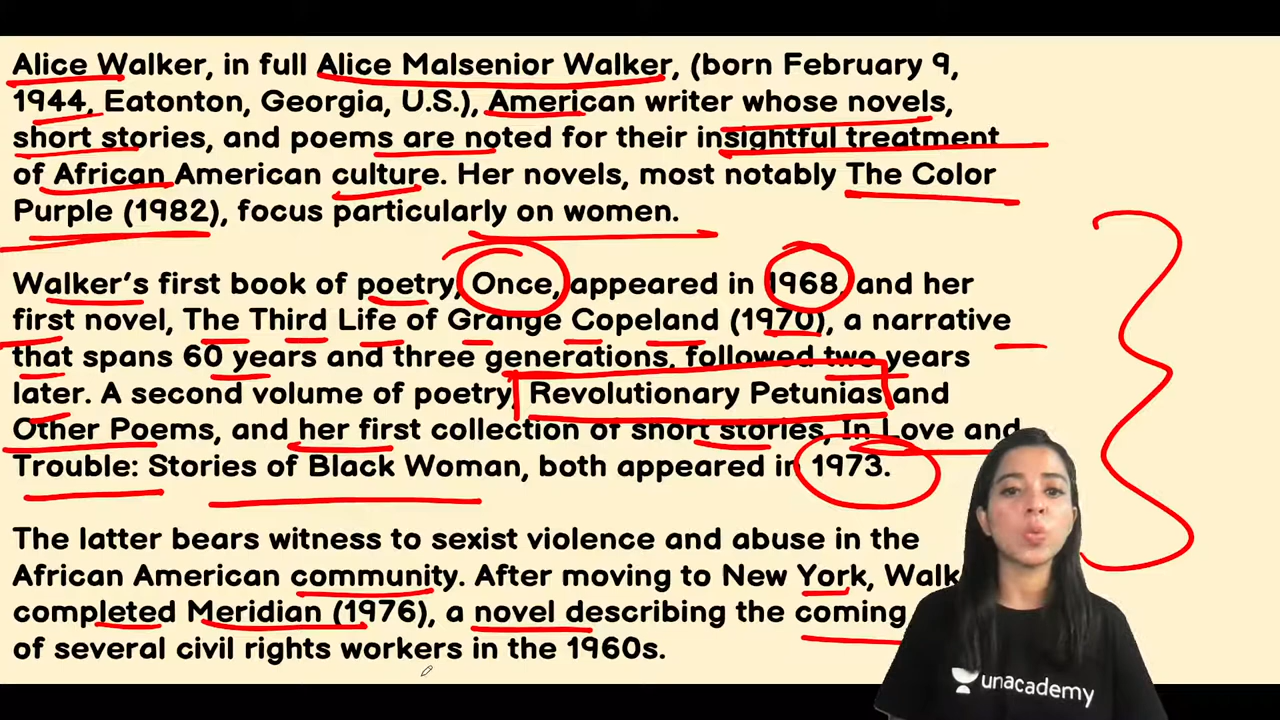 Alice Walker, in full Alice Malsenior Walker, (born February 9,
1944, Eatonton, Georgia, U.S.), American writer whose novels,
short stories, and poems are noted for their insightful treatment
of African American culture. Her novels, most notably The Color
Purple (1982), focus particularly on women.
Walker's first book of poetry, Once, appeared in 1968, and her
first novel, The Third Life of Grange Copeland (1970), a narrative
that spans 60 years and three generations, followed two years
later. A second volume of poetry, Revolutionary Petunias and
Other Poems, and her first collection of short stories, In Love and
Trouble: Stories of Black Woman, both appeared in 1973.
The latter bears witness to sexist violence and abuse in the
African American community. After moving to New York, Walk
completed Meridian (1976), a novel describing the coming
of several civil rights workers in the 1960s.
unacademy